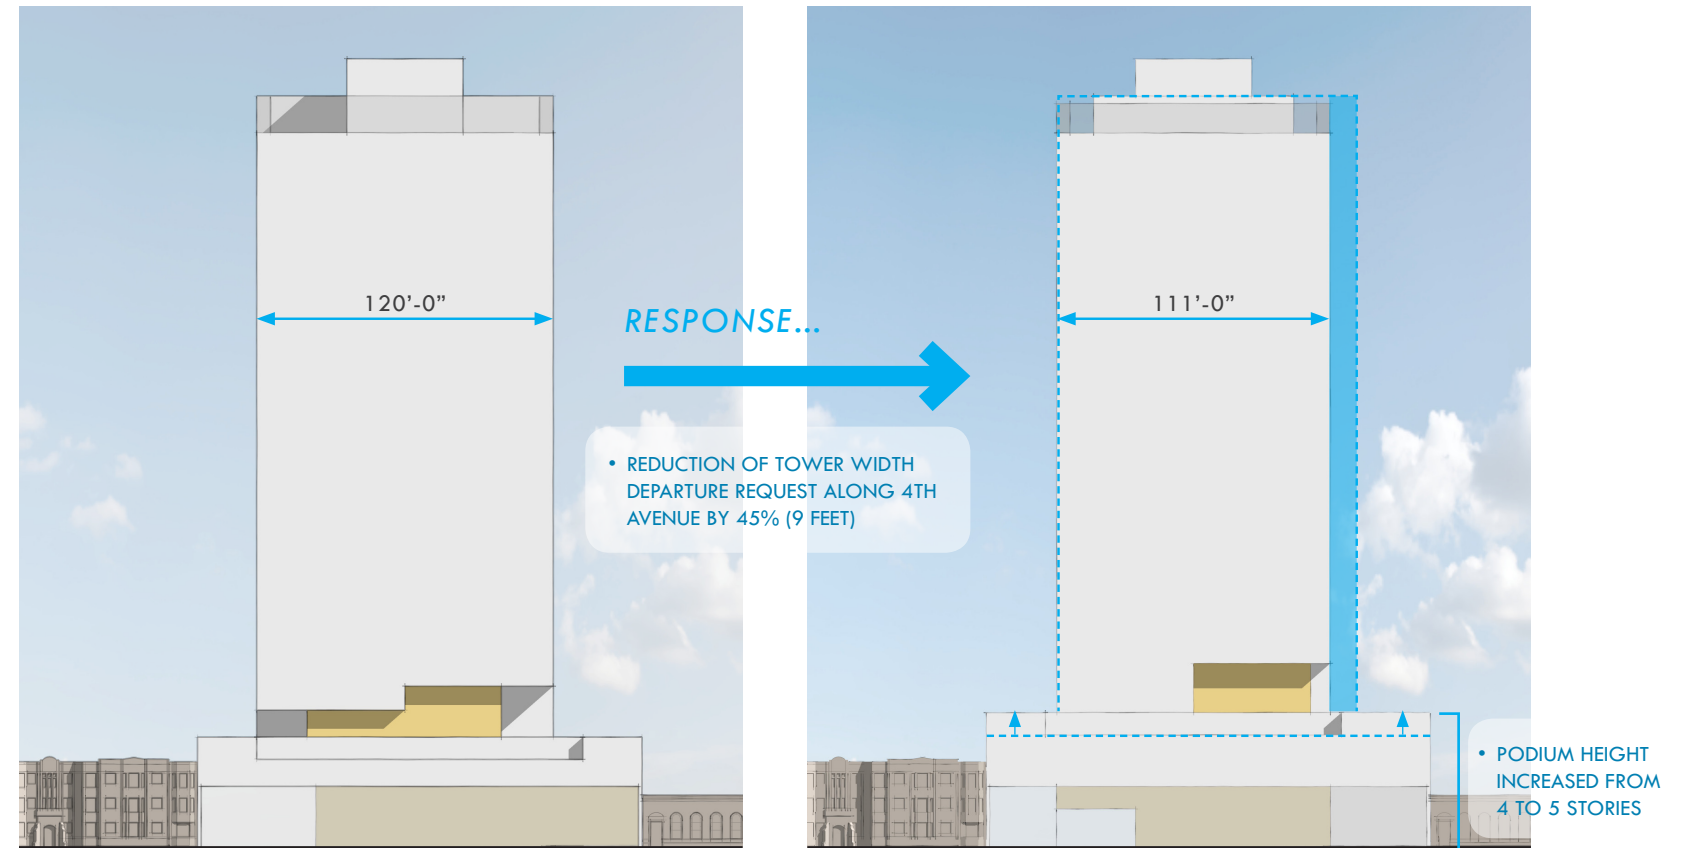 120’-0”
RESPONSE...
• REDUCTION OF TOWER WIDTH
DEPARTURE REQUEST ALONG 4TH
AVENUE BY 45% (9 FEET)
111’-0”
• PODIUM HEIGHT
INCREASED FROM
4 TO 5 STORIES